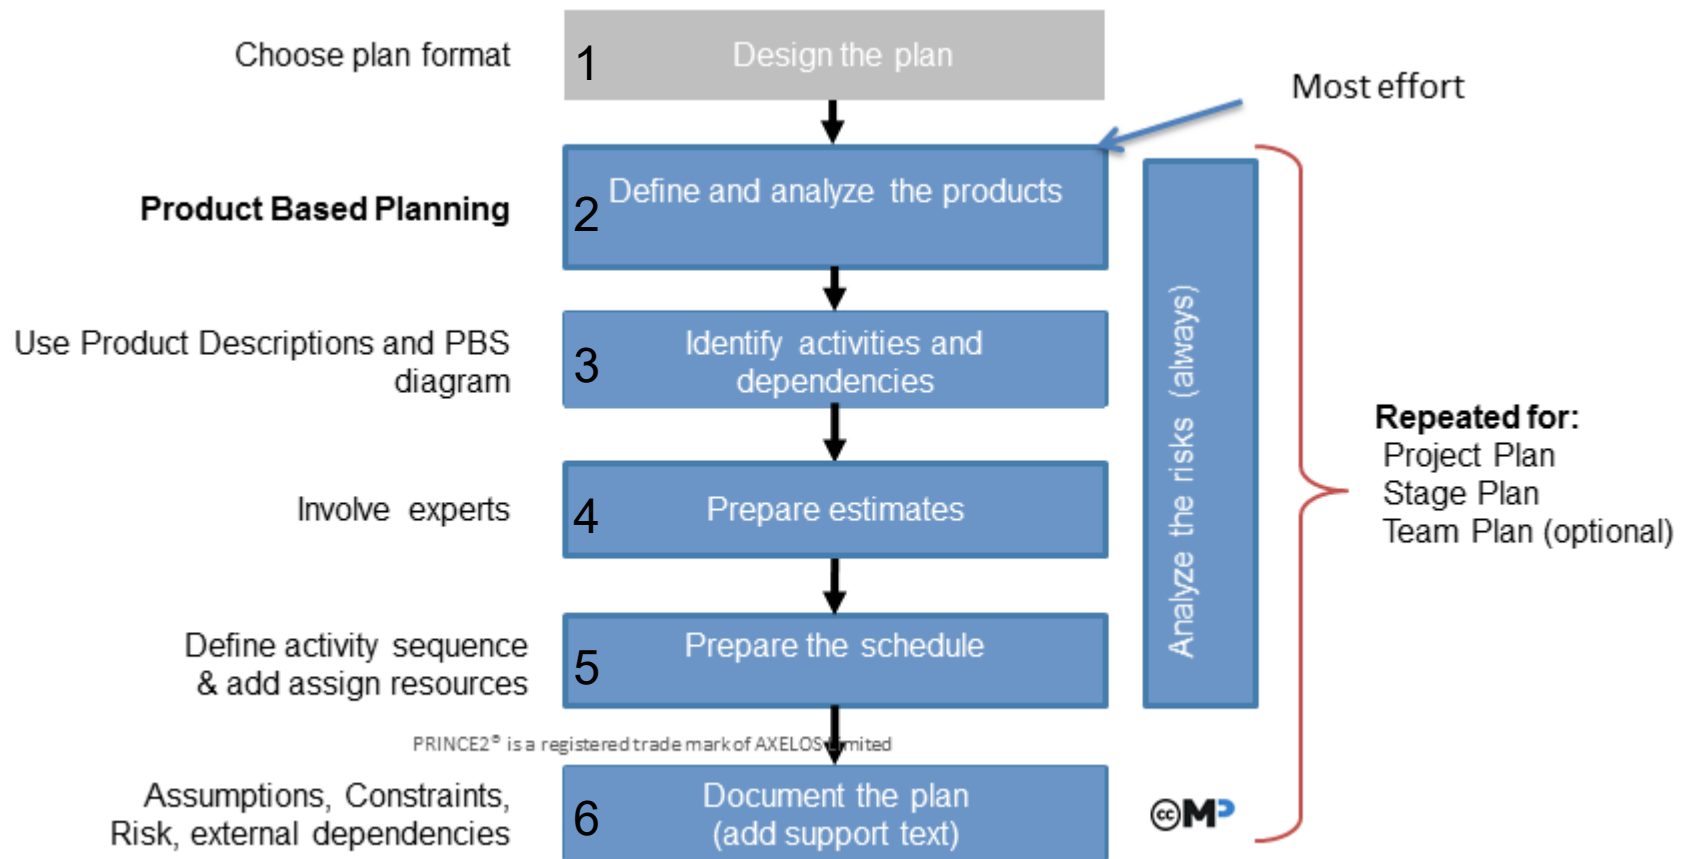 Choose plan format
1
Design the plan
Most effort
Product Based Planning
2
Define and analyze the products
Use Product Descriptions and PBS
diagram
3
Identify activities and
dependencies
Involve experts
4
Prepare estimates
Define activity sequence
& add assign resources
5
Prepare the schedule
Analyze the risks (always)
Repeated for:
Project Plan
Stage Plan
Team Plan (optional)
PRINCE2® is a registered trade mark of AXELOS Limited
Assumptions, Constraints,
Risk, external dependencies
6
Document the plan
(add support text)
cc MP